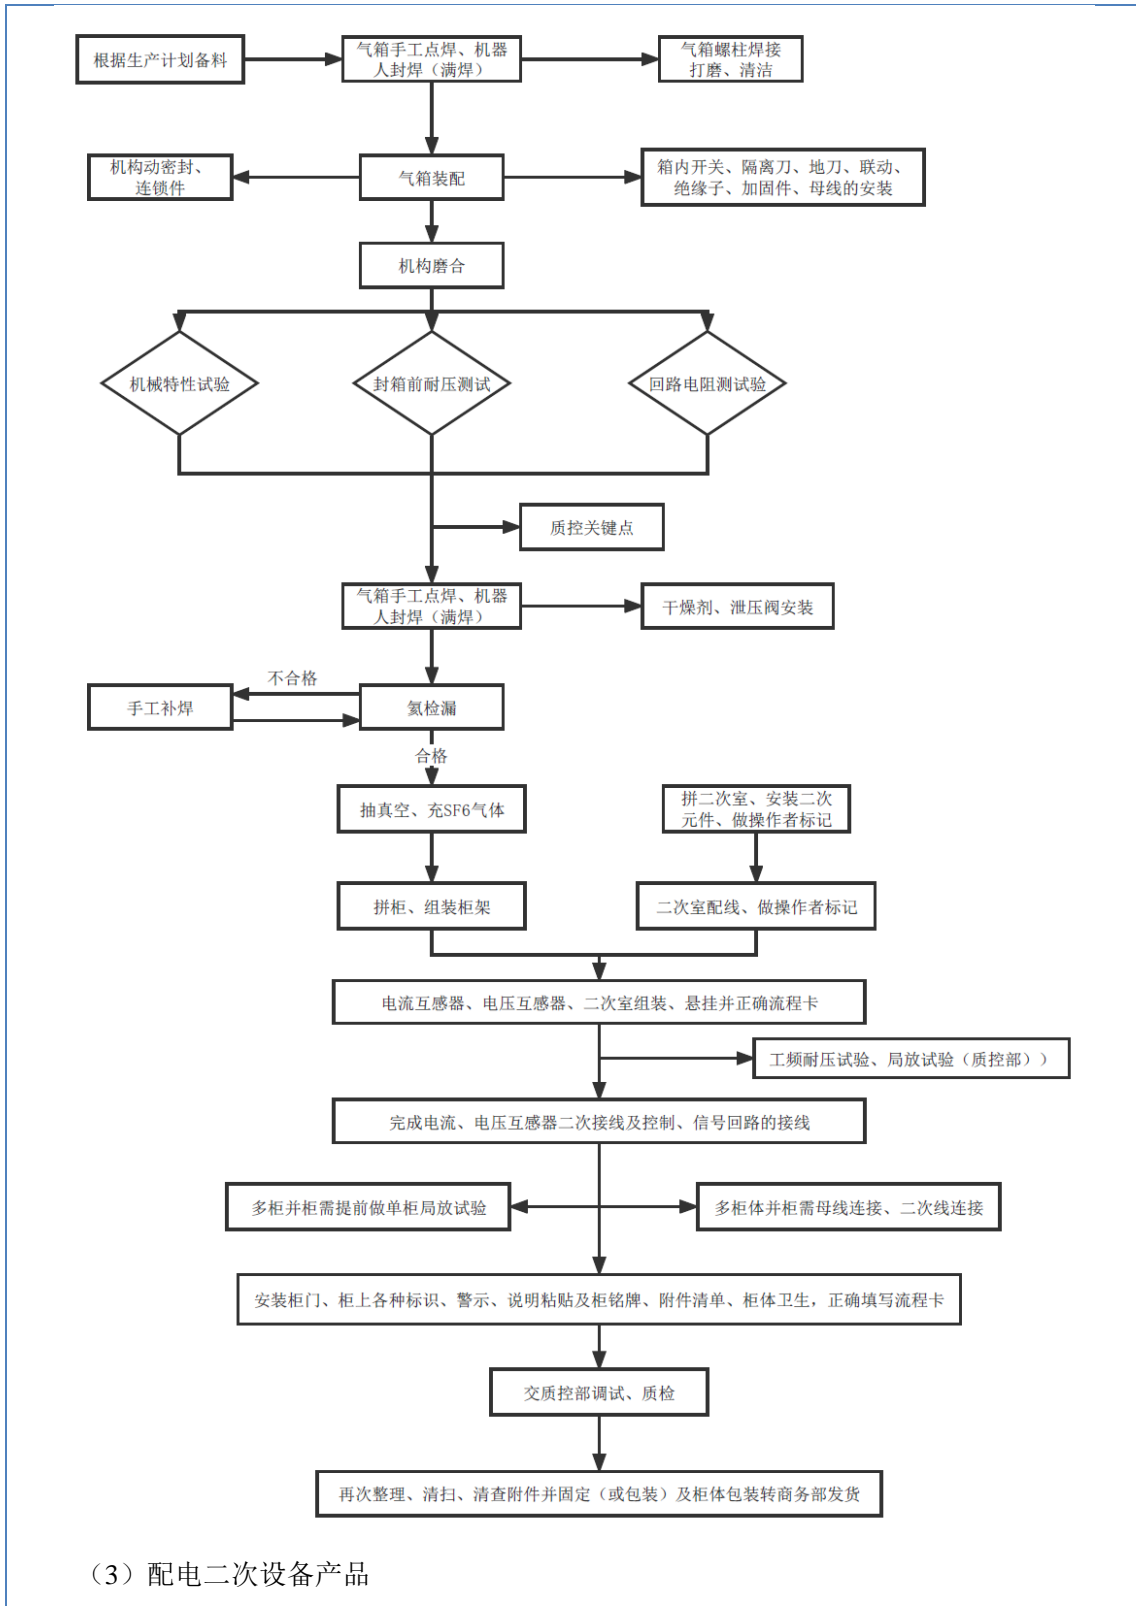 根据生产计划备料
气箱手工点焊、机器
人封焊（满焊）
气箱螺柱焊接
打磨、清洁
机构动密封、
连锁件
气箱装配
箱内开关、隔离刀、地刀、联动、
绝缘子、加固件、母线的安装
机构磨合
机械特性试验
封箱前耐压测试
回路电阻测试验
质控关键点
气箱手工点焊、机器
人封焊（满焊）
干燥剂、泄压阀安装
不合格
手工补焊
氦检漏
合格
抽真空、充SF6气体
拼二次室、安装二次
元件、做操作者标记
拼柜、组装柜架
二次室配线、做操作者标记
电流互感器、电压互感器、二次室组装、悬挂并正确流程卡
工频耐压试验、局放试验（质控部））
完成电流、电压互感器二次接线及控制、信号回路的接线
多柜并柜需提前做单柜局放试验
多柜体并柜需母线连接、二次线连接
安装柜门、柜上各种标识、警示、说明粘贴及柜铭牌、附件清单、柜体卫生，正确填写流程卡
交质控部调试、质检
再次整理、清扫、清查附件并固定（或包装）及柜体包装转商务部发货
（3）配电二次设备产品